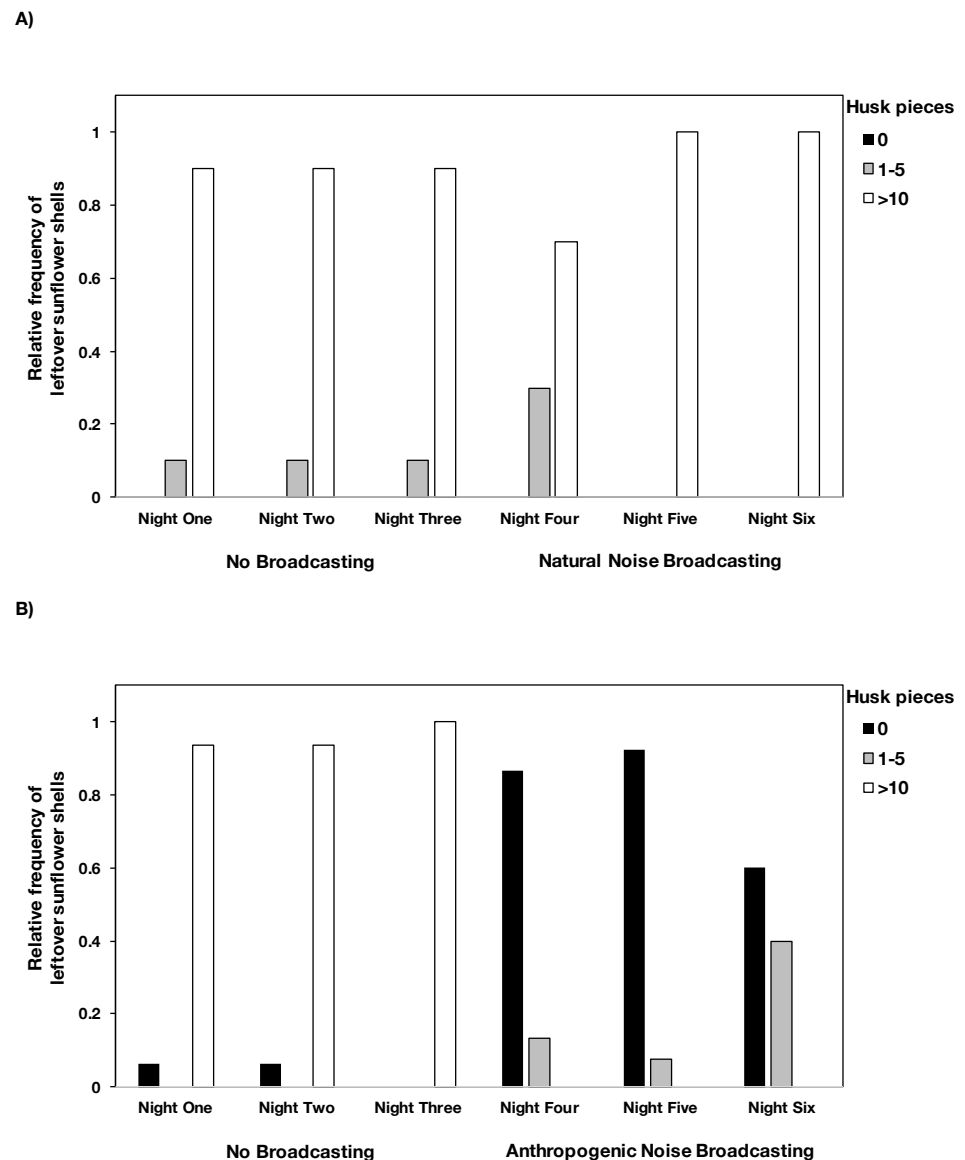 A)
Relative frequency of
leftover sunflower shells
1
0.8
0.6
0.4
0.2
0
Night One Night Two Night Three Night Four Night Five Night Six
No Broadcasting Natural Noise Broadcasting
Husk pieces
0
1-5
>10
B)
Relative frequency of
leftover sunflower shells
1
0.8
0.6
0.4
0.2
0
Night One Night Two Night Three Night Four Night Five Night Six
No Broadcasting Anthropogenic Noise Broadcasting
Husk pieces
0
1-5
>10